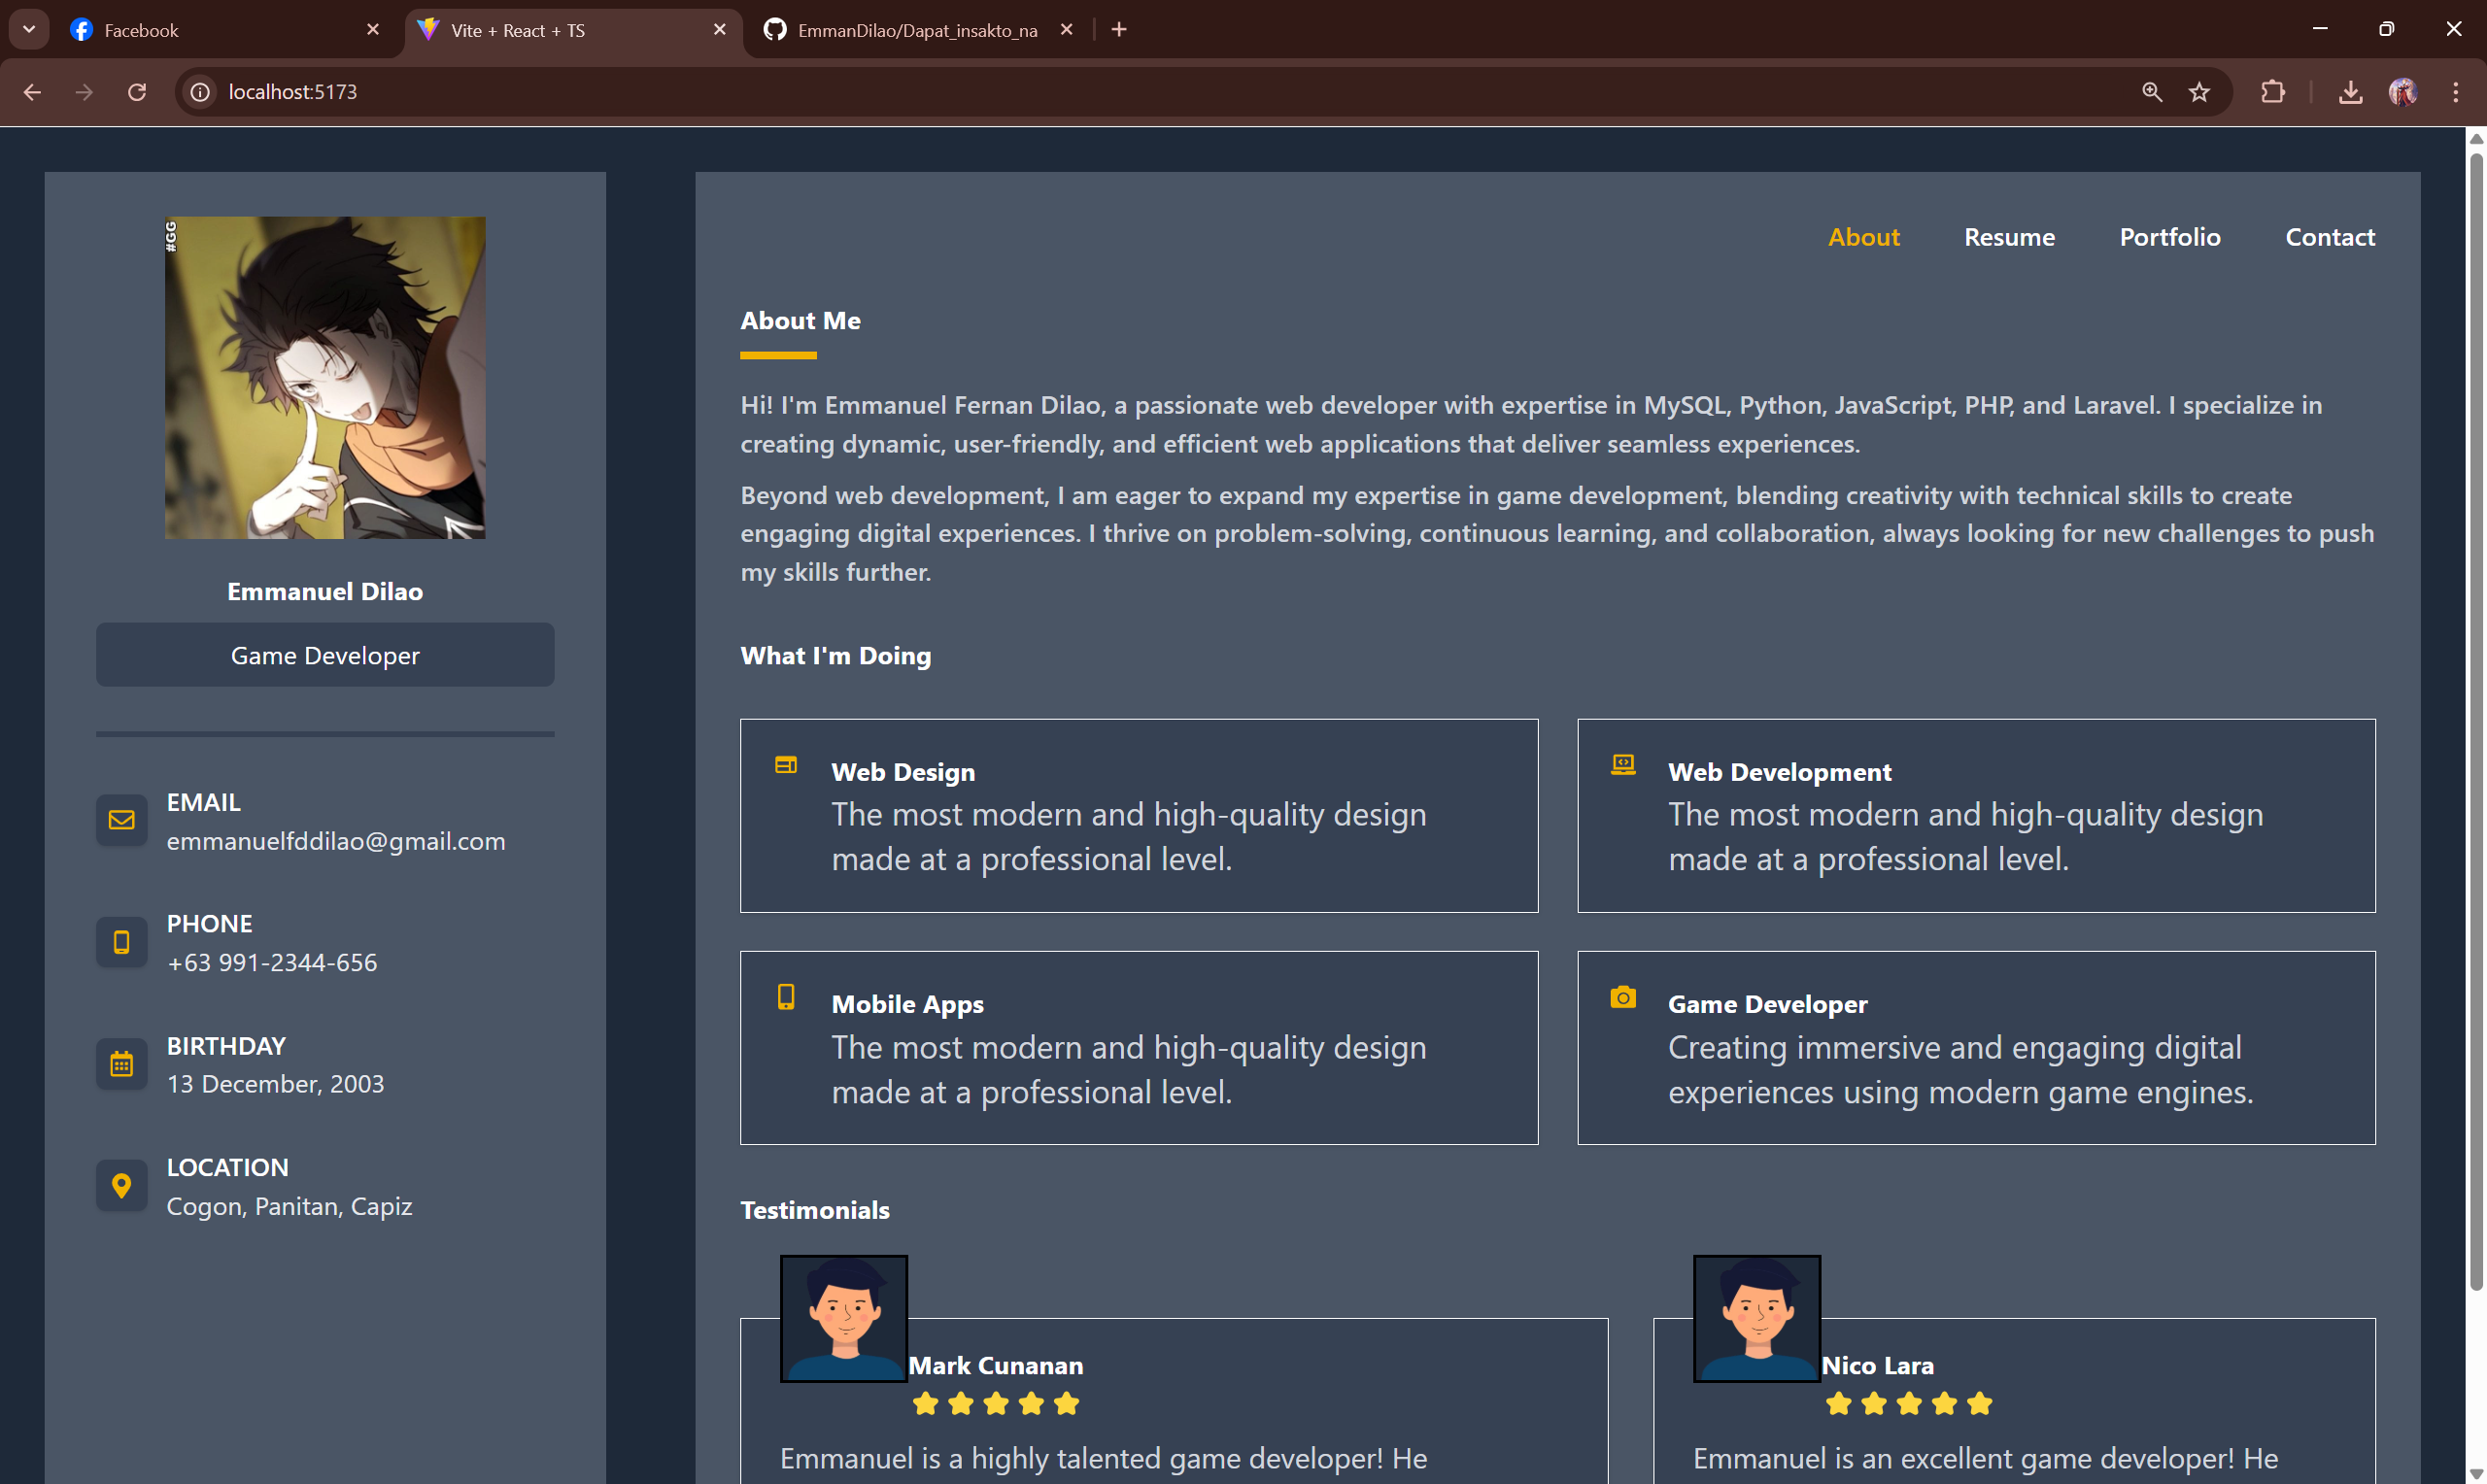 Facebook
Vite + React + TS
EmmanDilao/Dapat_insakto_na
localhost:5173
#GG
Emmanuel Dilao
Game Developer
EMAIL
emmanuelfddilao@gmail.com
PHONE
+63 991-2344-656
BIRTHDAY
13 December, 2003
LOCATION
Cogon, Panitan, Capiz
About Resume Portfolio Contact
About Me
Hi! I'm Emmanuel Fernan Dilao, a passionate web developer with expertise in MySQL, Python, JavaScript, PHP, and Laravel. I specialize in
creating dynamic, user-friendly, and efficient web applications that deliver seamless experiences.
Beyond web development, I am eager to expand my expertise in game development, blending creativity with technical skills to create
engaging digital experiences. I thrive on problem-solving, continuous learning, and collaboration, always looking for new challenges to push
my skills further.
What I'm Doing
Web Design
The most modern and high-quality design
made at a professional level.
Web Development
The most modern and high-quality design
made at a professional level.
Mobile Apps
The most modern and high-quality design
made at a professional level.
Game Developer
Creating immersive and engaging digital
experiences using modern game engines.
Testimonials
Mark Cunanan
Emmanuel is a highly talented game developer! He
Nico Lara
Emmanuel is an excellent game developer! He